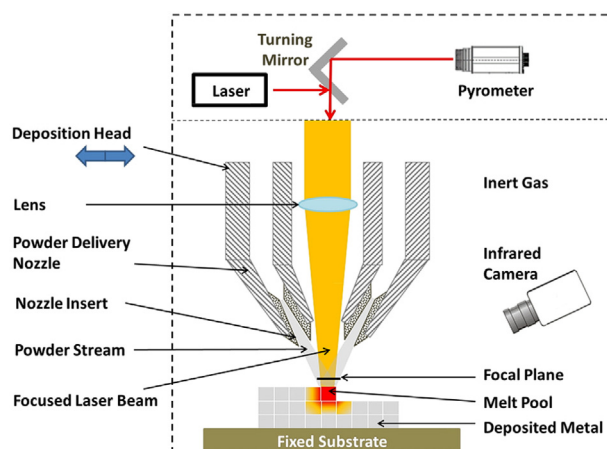 Turning
Mirror
Laser
Pyrometer
Deposition Head
Inert Gas
Lens
Powder Delivery
Nozzle
Infrared
Camera
Nozzle Insert
Powder Stream
Focal Plane
Focused Laser Beam
Melt Pool
Deposited Metal
Fixed Substrate